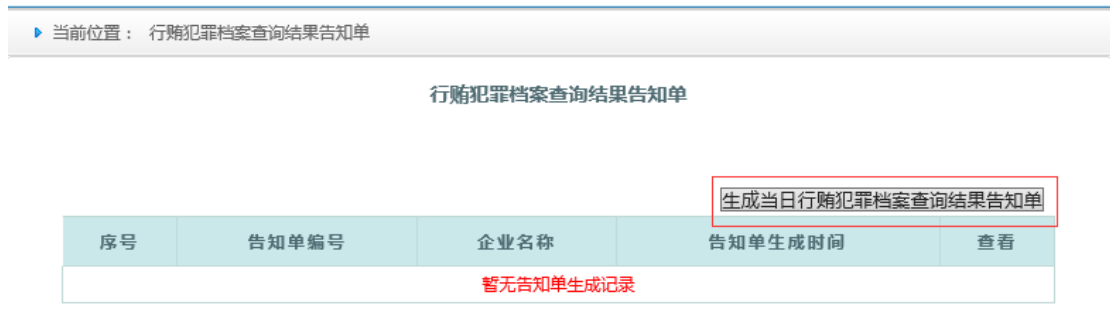 当前位置： 行贿犯罪档案查询结果告知单
行贿犯罪档案查询结果告知单
生成当日行贿犯罪档案查询结果告知单
序号 告知单编号 企业名称 告知单生成时间 查看
暂无告知单生成记录